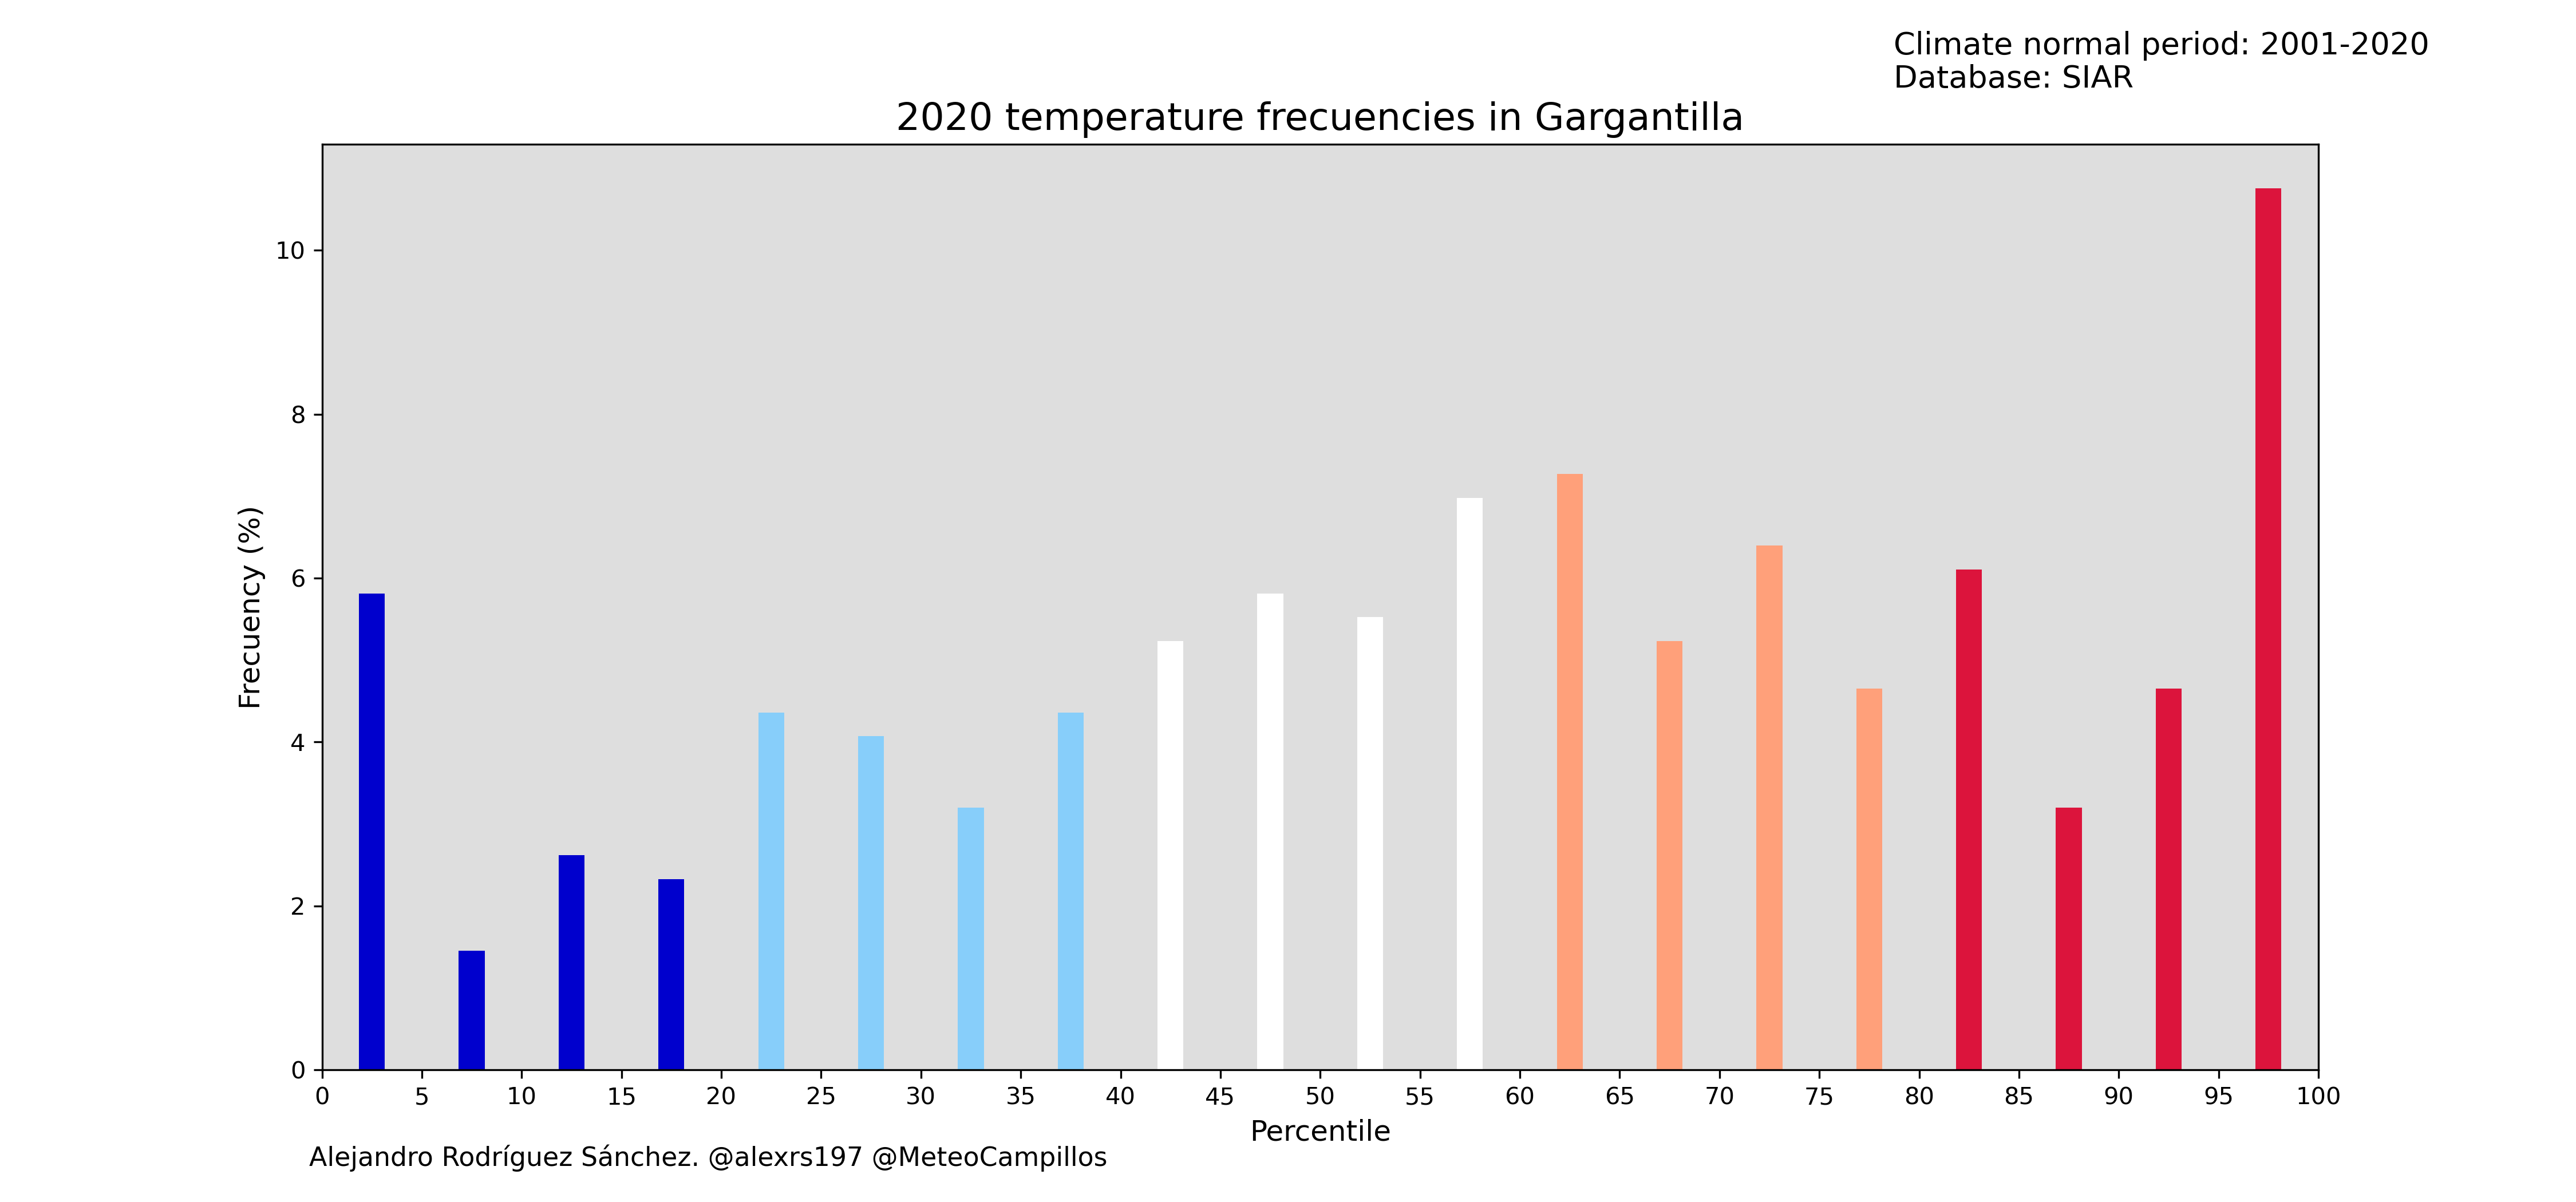 Climate normal period: 2001-2020
Database: SIAR
2020 temperature frecuencies in Gargantilla
Frecuency (%)
10
8
6
4
2
0
0 5 10 15 20 25 30 35 40 45 50 55 60 65 70 75 80 85 90 95 100
Percentile
Alejandro Rodríguez Sánchez. @alexrs197 @MeteoCampillos